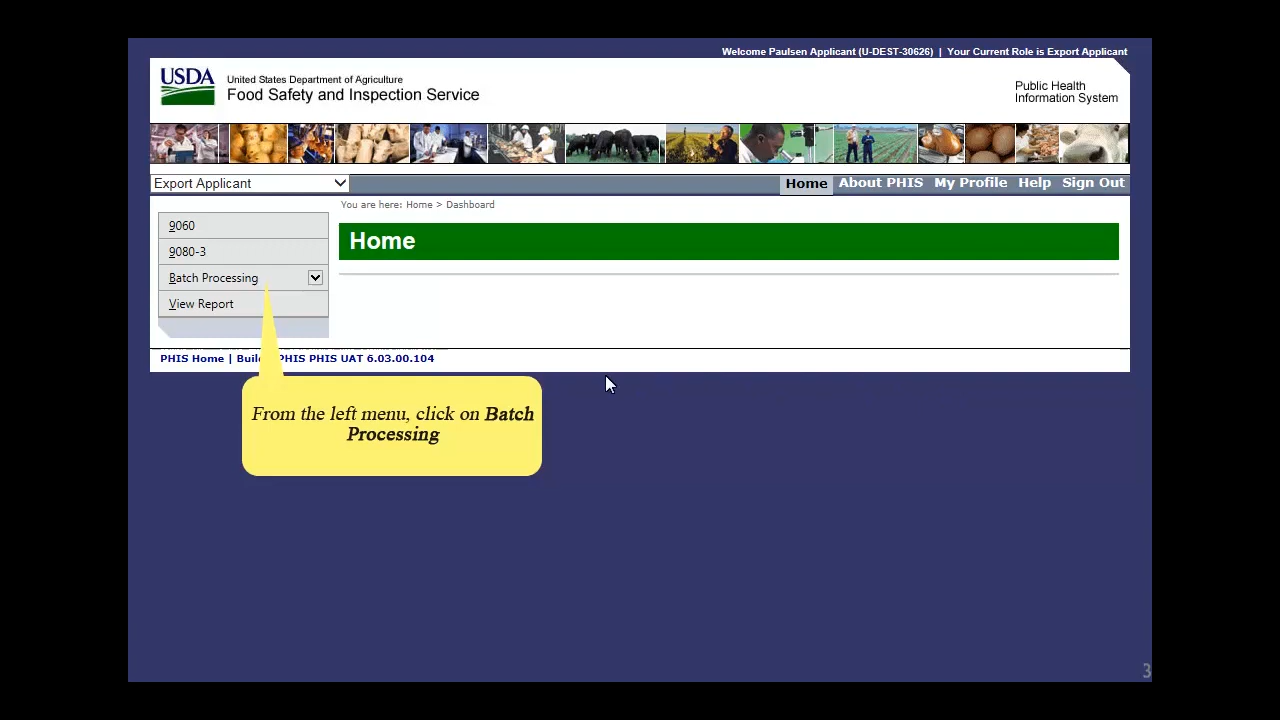 Welcome Paulsen Applicant (U-DEST-30626) | Your Current Role is Export Applicant
USDA
United States Department of Agriculture
Food Safety and Inspection Service
Public Health
Information System
Export Applicant
Home About PHIS My Profile Help Sign Out
You are here: Home > Dashboard
9060
Home
9080-3
Batch Processing
View Report
PHIS Home | Buil PHIS PHIS UAT 6.03.00.104
From the left menu, click on Batch
Processing
3